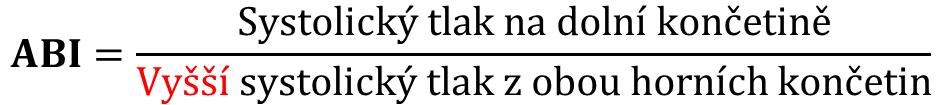 Systolický tlak na dolní končetině
ABI =
Vyšší systolický tlak z obou horních končetin